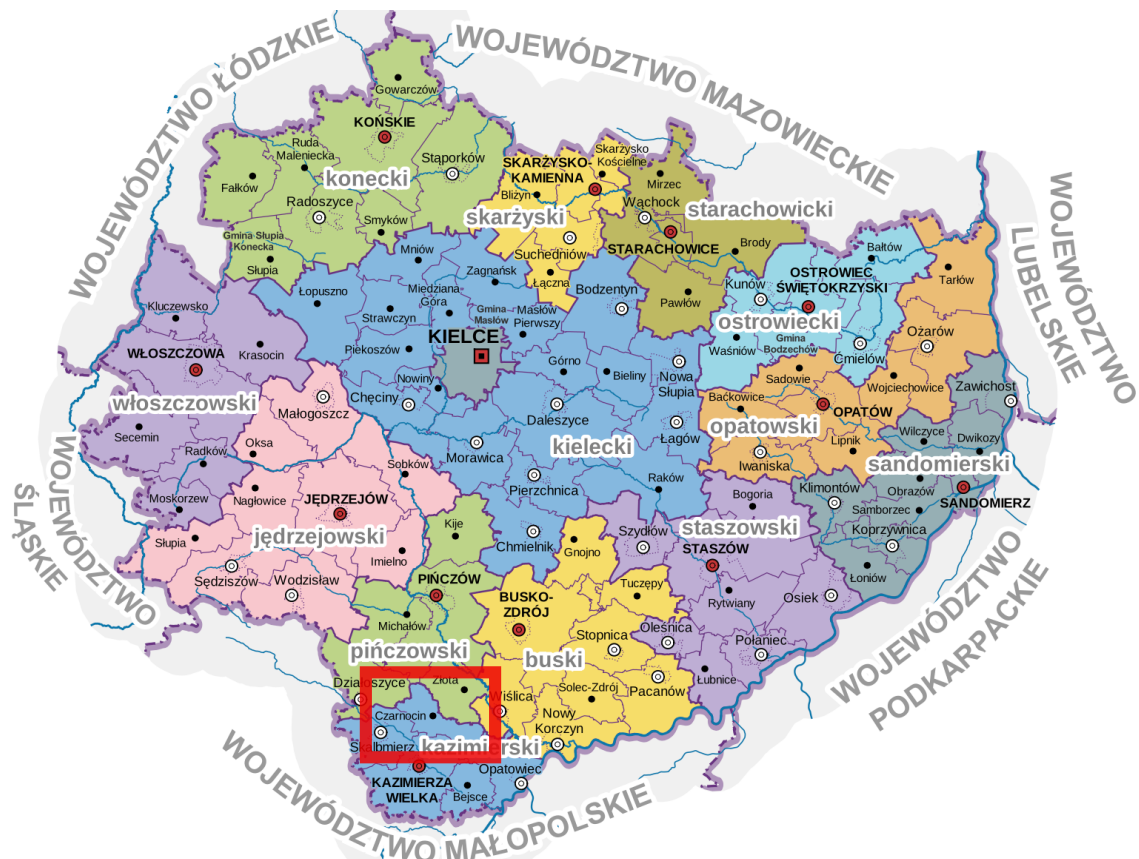 WOJEWÓDZTWO ŁÓDZKIE
WOJEWÓDZTWO MAZOWIECKIE
WOJEWÓDZTWO
LUBELSKIE
Gowarczów
KOŃSKIE
Ruda
Maleniecka
Stąporków
konecki
Fałków
Radoszyce
Smyków
Gmina Słupia
Konecka
Słupia
SKARŻYSKO-
KAMIENNA
Skarżysko
Kościelne
Bliżyn
skarżyski
Suchedniów
Łączna
Mirzec
Wąchock
starachowicki
STARACHOWICE
Brody
Pawłów
Bałtów
OSTROWIEC
ŚWIĘTOKRZYSKI
Kunów
ostrowiecki
Waśniów
Gmina
Bodzechów
Ćmielów
Tarłów
Ożarów
Sadowie
Wojciechowice
Baćkowice
OPATÓW
opatowski
Lipnik
Iwaniska
Mniów
Zagnańsk
Łopuszno
Miedziana
Góra
Bodzentyn
Strawczyn
Gmina
Masłów
Masłów
Pierwszy
KIELCE
Piekoszów
Górno
Bieliny
Nowa
Słupia
Nowiny
Chęciny
Daleszyce
Łagów
Morawica
kielecki
Pierzchnica
Raków
Chmielnik
Kluczewsko
WŁOSZCZOWA
Krasocin
włoszczowski
Secemin
Radków
Moskorzew
Małogoszcz
Oksa
Sobków
Nagłowice
JĘDRZEJÓW
jędrzejowski
Słupia
Imielno
Sędziszów
Wodzisław
Zawichost
Wilczyce
Dwikozy
sandomierski
Klimontów
Obrazów
SANDOMIERZ
Samborzec
Koprzywnica
Łoniów
Bogoria
Szydłów
staszowski
STASZÓW
Rytwiany
Osiek
Oleśnica
Połaniec
Łubnice
Kije
PIŃCZÓW
Michałów
pińczowski
Działoszyce
Złota
Gnojno
BUSKO-
ZDRÓJ
Tuczępy
Stopnica
buski
Pacanów
Solec-Zdrój
Wiślica
Nowy
Korczyn
Czarnocin
Skalbmierz
kazimierski
KAZIMIERZA
WIELKA
Opatowiec
Bejsce
WOJEWÓDZTWO
ŚLĄSKIE
WOJEWÓDZTWO
PODKARPACKIE
WOJEWÓDZTWO MAŁOPOLSKIE